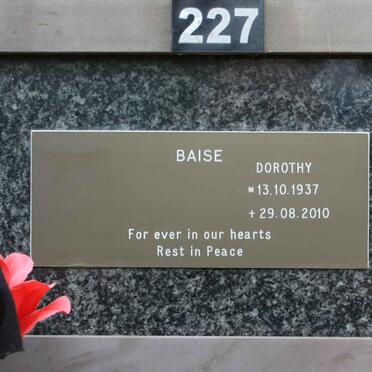 227
BAISE
DOROTHY
* 13.10.1937
+ 29.08.2010
For ever in our hearts
Rest in Peace